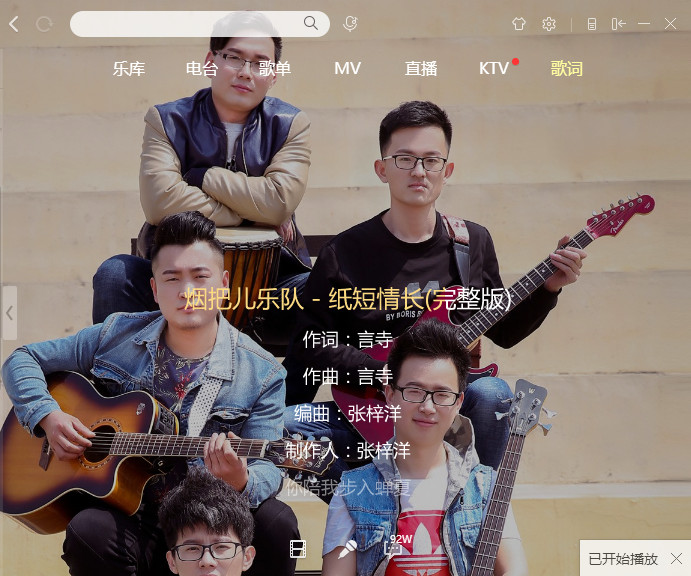 乐库 电台 歌单 MV 直播 KTV 歌词
烟把儿乐队 - 纸短情长(完整版)
BY BORIS
作词：言寺
作曲：言寺
编曲：张梓洋
制作人：张梓洋
你陪我步入蝉夏
92W
已开始播放